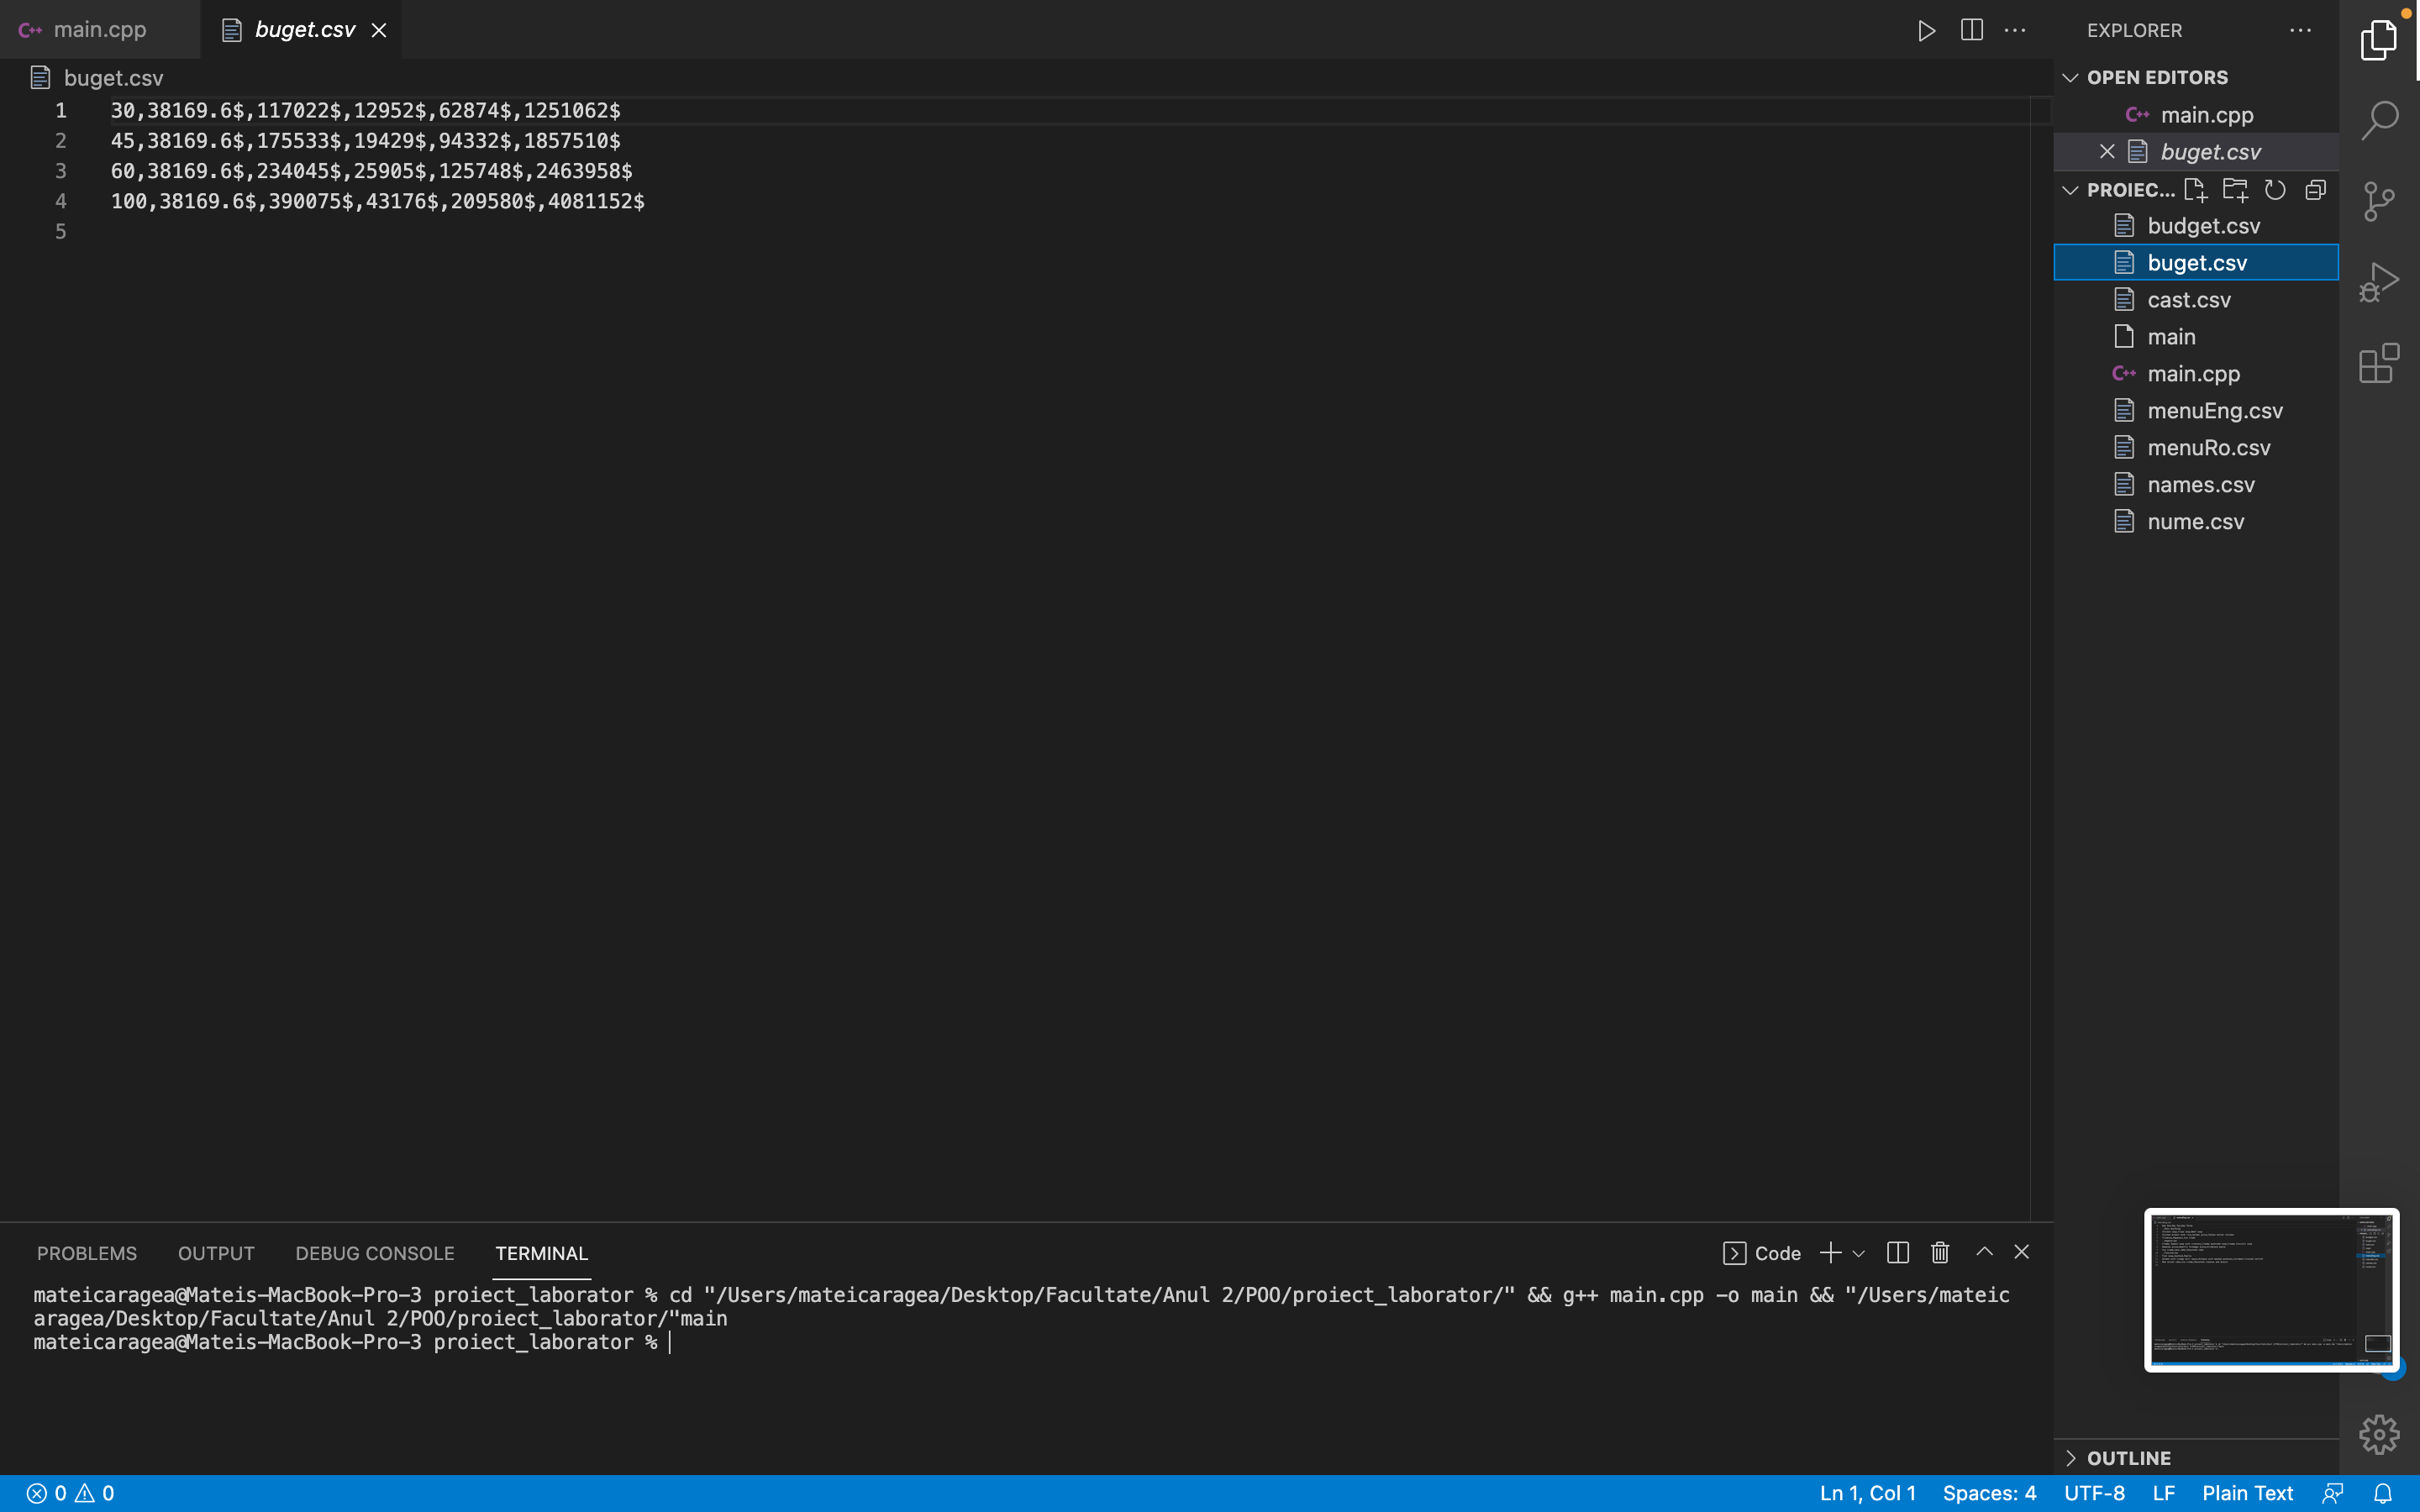 main.cpp
buget.csv
EXPLORER
buget.csv
OPEN EDITORS
1 30,38169.6$,117022$,12952$,62874$,1251062$
2 45,38169.6$,175533$,19429$,94332$,1857510$
3 60,38169.6$,234045$,25905$,125748$,2463958$
4 100,38169.6$,390075$,43176$,209580$,4081152$
5
main.cpp
buget.csv
PROIEC...
budget.csv
buget.csv
cast.csv
main
main.cpp
menuEng.csv
menuRo.csv
names.csv
nume.csv
PROBLEMS OUTPUT DEBUG CONSOLE TERMINAL
Code
mateicaragea@Mateis-MacBook-Pro-3 proiect_laborator % cd "/Users/mateicaragea/Desktop/Facultate/Anul 2/POO/proiect_laborator/" && g++ main.cpp -o main && "/Users/mateic
aragea/Desktop/Facultate/Anul 2/POO/proiect_laborator/"main
mateicaragea@Mateis-MacBook-Pro-3 proiect_laborator %
OUTLINE
0 0
Ln 1, Col 1 Spaces: 4 UTF-8 LF Plain Text